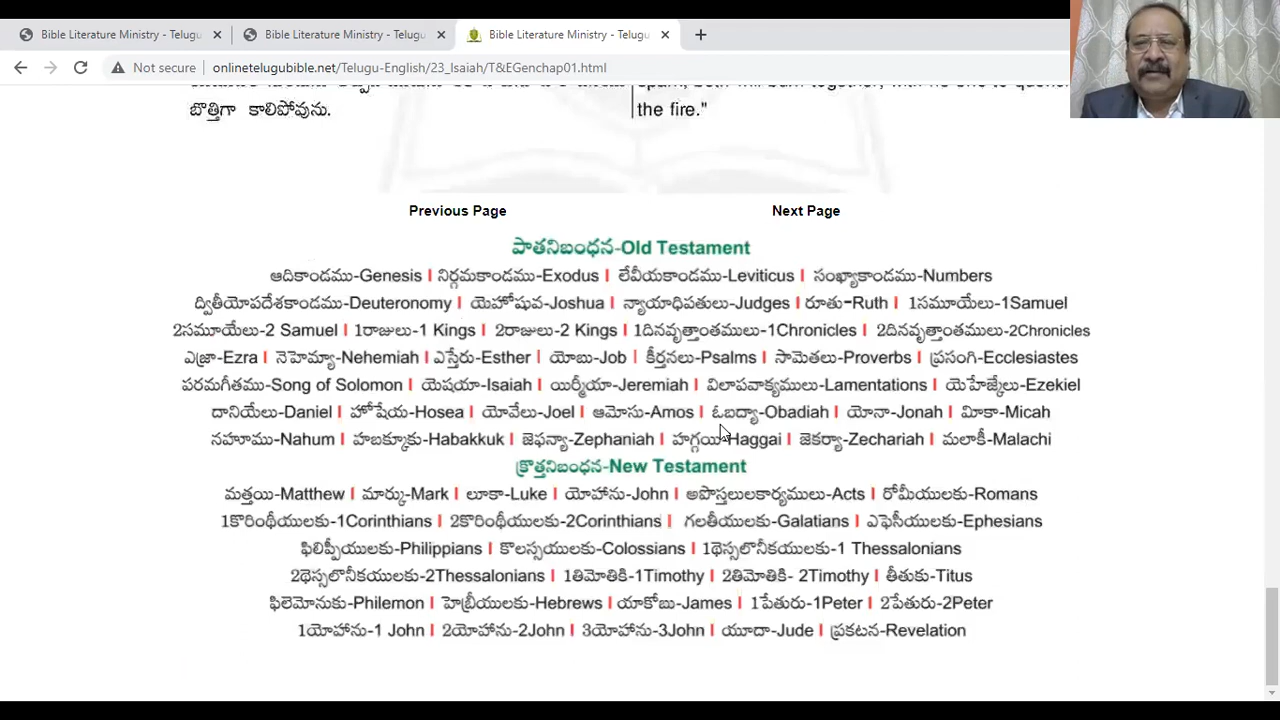 Bible Literature Ministry - Telugu
Bible Literature Ministry - Telugu
Bible Literature Ministry - Telugu
Not secure onlinetelugubible.net/Telugu-English/23_Isaiah/T&EGenchap01.html
బొత్తిగా కాలిపోవును.
the fire."
Previous Page Next Page
పాతనిబంధన-Old Testament
ఆదికాండము-Genesis I నిర్గమకాండము-Exodus I లేవీయకాండము-Leviticus I సంఖ్యాకాండము-Numbers
ద్వితీయోపదేశకాండము-Deuteronomy I యెహోషువ-Joshua I న్యాయాధిపతులు-Judges I రూతు-Ruth I 1సమూయేలు-1Samuel
2సమూయేలు-2 Samuel I 1రాజులు-1 Kings I 2రాజులు-2 Kings I 1దినవృత్తాంతములు-1Chronicles I 2దినవృత్తాంతములు-2Chronicles
ఎజ్రా-Ezra I నెహెమ్యా-Nehemiah I ఎస్తేరు-Esther I యోబు-Job I కీర్తనలు-Psalms I సామెతలు-Proverbs I ప్రసంగి-Ecclesiastes
పరమగీతము-Song of Solomon I యెషయా-Isaiah I యిర్మీయా-Jeremiah I విలాపవాక్యములు-Lamentations I యెహేజ్కేలు-Ezekiel
దానియేలు-Daniel I హోషేయ-Hosea I యోవేలు-Joel I ఆమోసు-Amos I ఓబద్యా-Obadiah I యోనా-Jonah I మీకా-Micah
నహూము-Nahum I హబక్కూకు-Habakkuk I జెఫన్యా-Zephaniah I హగ్గయి-Haggai I జెకర్యా-Zechariah I మలాకీ-Malachi
క్రొత్తనిబంధన-New Testament
మత్తయి-Matthew I మార్కు-Mark I లూకా-Luke I యోహాను-John I అపొస్తలులకార్యములు-Acts I రోమీయులకు-Romans
1కొరింథీయులకు-1Corinthians I 2కొరింథీయులకు-2Corinthians I గలతీయులకు-Galatians I ఎఫెసీయులకు-Ephesians
ఫిలిప్పీయులకు-Philippians I కొలస్సయులకు-Colossians I 1థెస్సలొనీకయులకు-1 Thessalonians
2థెస్సలొనీకయులకు-2Thessalonians I 1తిమోతికి-1Timothy I 2తిమోతికి- 2Timothy I తీతుకు-Titus
ఫిలెమోనుకు-Philemon I హెబ్రీయులకు-Hebrews I యాకోబు-James I 1పేతురు-1Peter I 2పేతురు-2Peter
1యోహాను-1 John I 2యోహాను-2John I 3యోహాను-3John I యూదా-Jude I ప్రకటన-Revelation